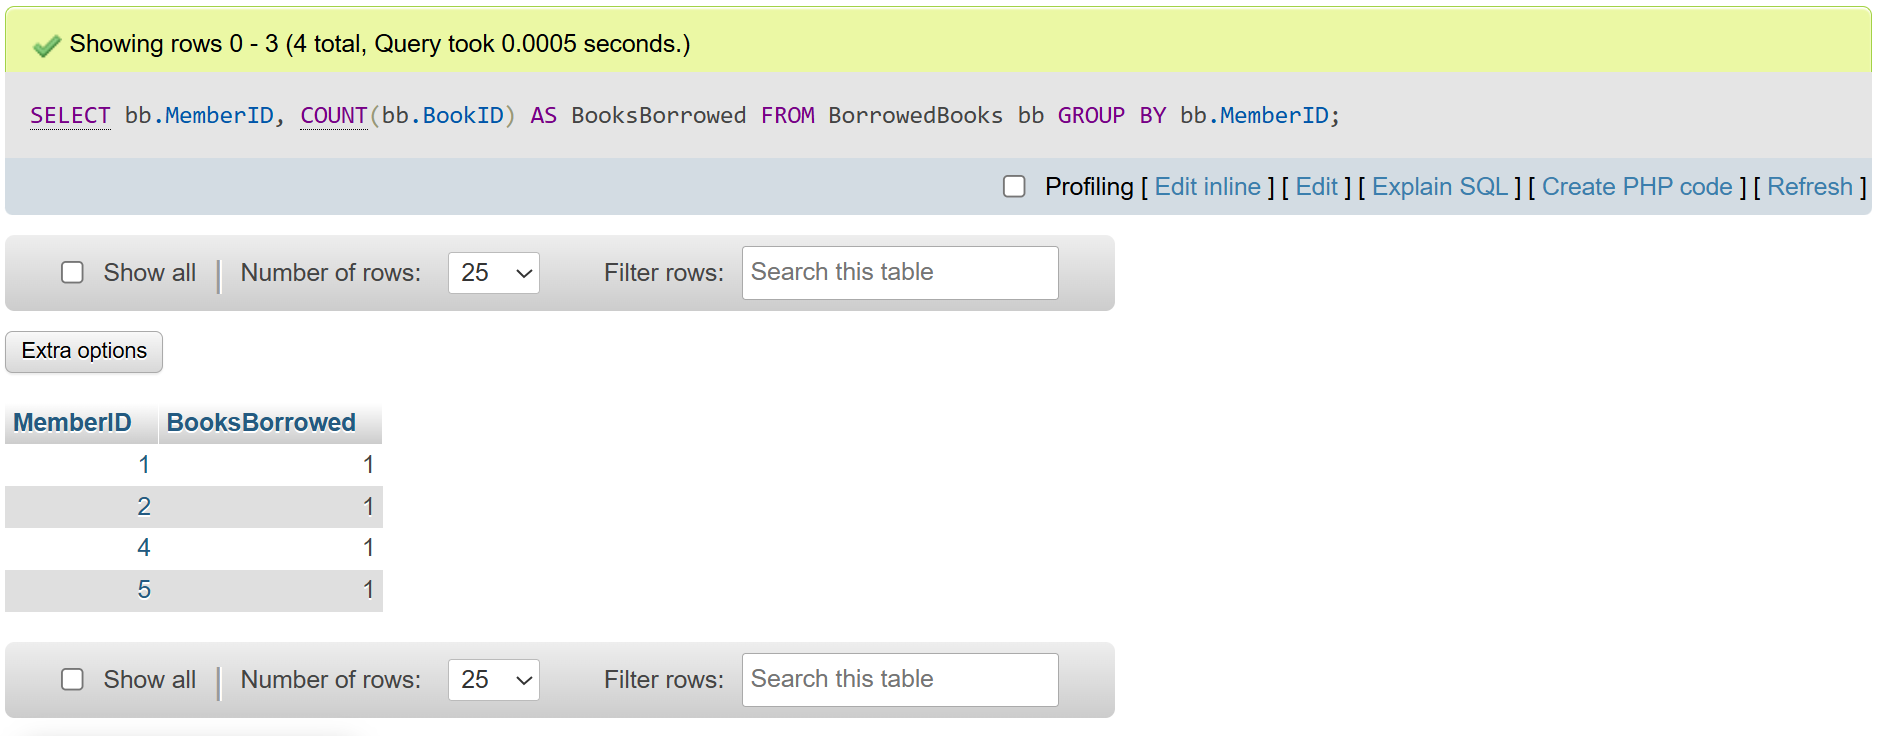 Showing rows 0 - 3 (4 total, Query took 0.0005 seconds.)
SELECT bb.MemberID, COUNT(bb.BookID) AS BooksBorrowed FROM BorrowedBooks bb GROUP BY bb.MemberID;
Profiling [ Edit inline ] [ Edit ] [ Explain SQL ] [ Create PHP code ] [ Refresh ]
Show all | Number of rows: 25 Filter rows: Search this table
Extra options
MemberID BooksBorrowed
1 1
2 1
4 1
5 1
Show all | Number of rows: 25 Filter rows: Search this table